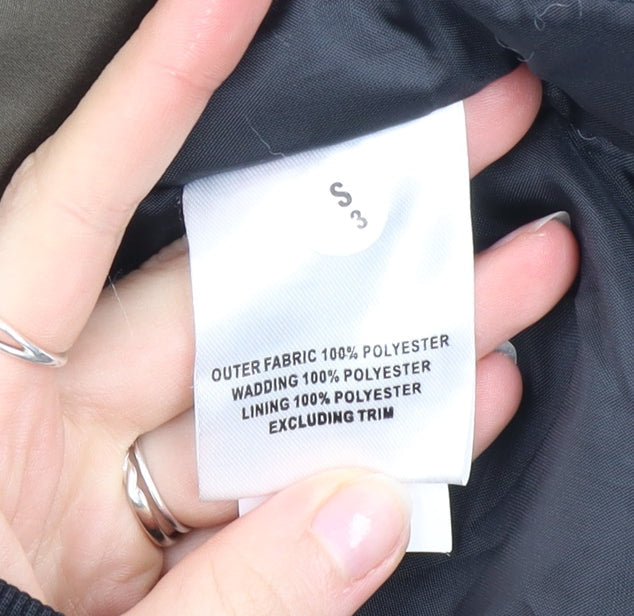 S
3
OUTER FABRIC 100% POLYESTER
WADDING 100% POLYESTER
LINING 100% POLYESTER
EXCLUDING TRIM